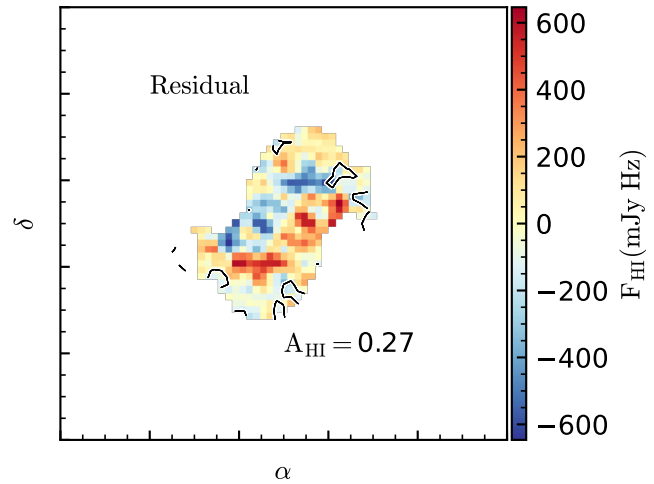 Residual
A_HI = 0.27
δ
α
600
400
200
0
−200
−400
−600
F_HI(mJy Hz)